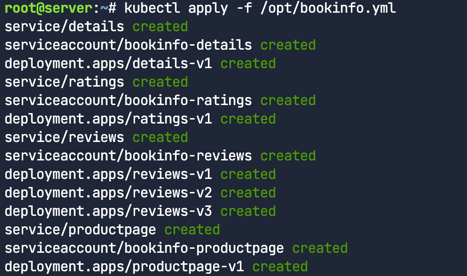 root@server:~# kubectl apply -f /opt/bookinfo.yml
service/details created
serviceaccount/bookinfo-details created
deployment.apps/details-v1 created
service/ratings created
serviceaccount/bookinfo-ratings created
deployment.apps/ratings-v1 created
service/reviews created
serviceaccount/bookinfo-reviews created
deployment.apps/reviews-v1 created
deployment.apps/reviews-v2 created
deployment.apps/reviews-v3 created
service/productpage created
serviceaccount/bookinfo-productpage created
deployment.apps/productpage-v1 created